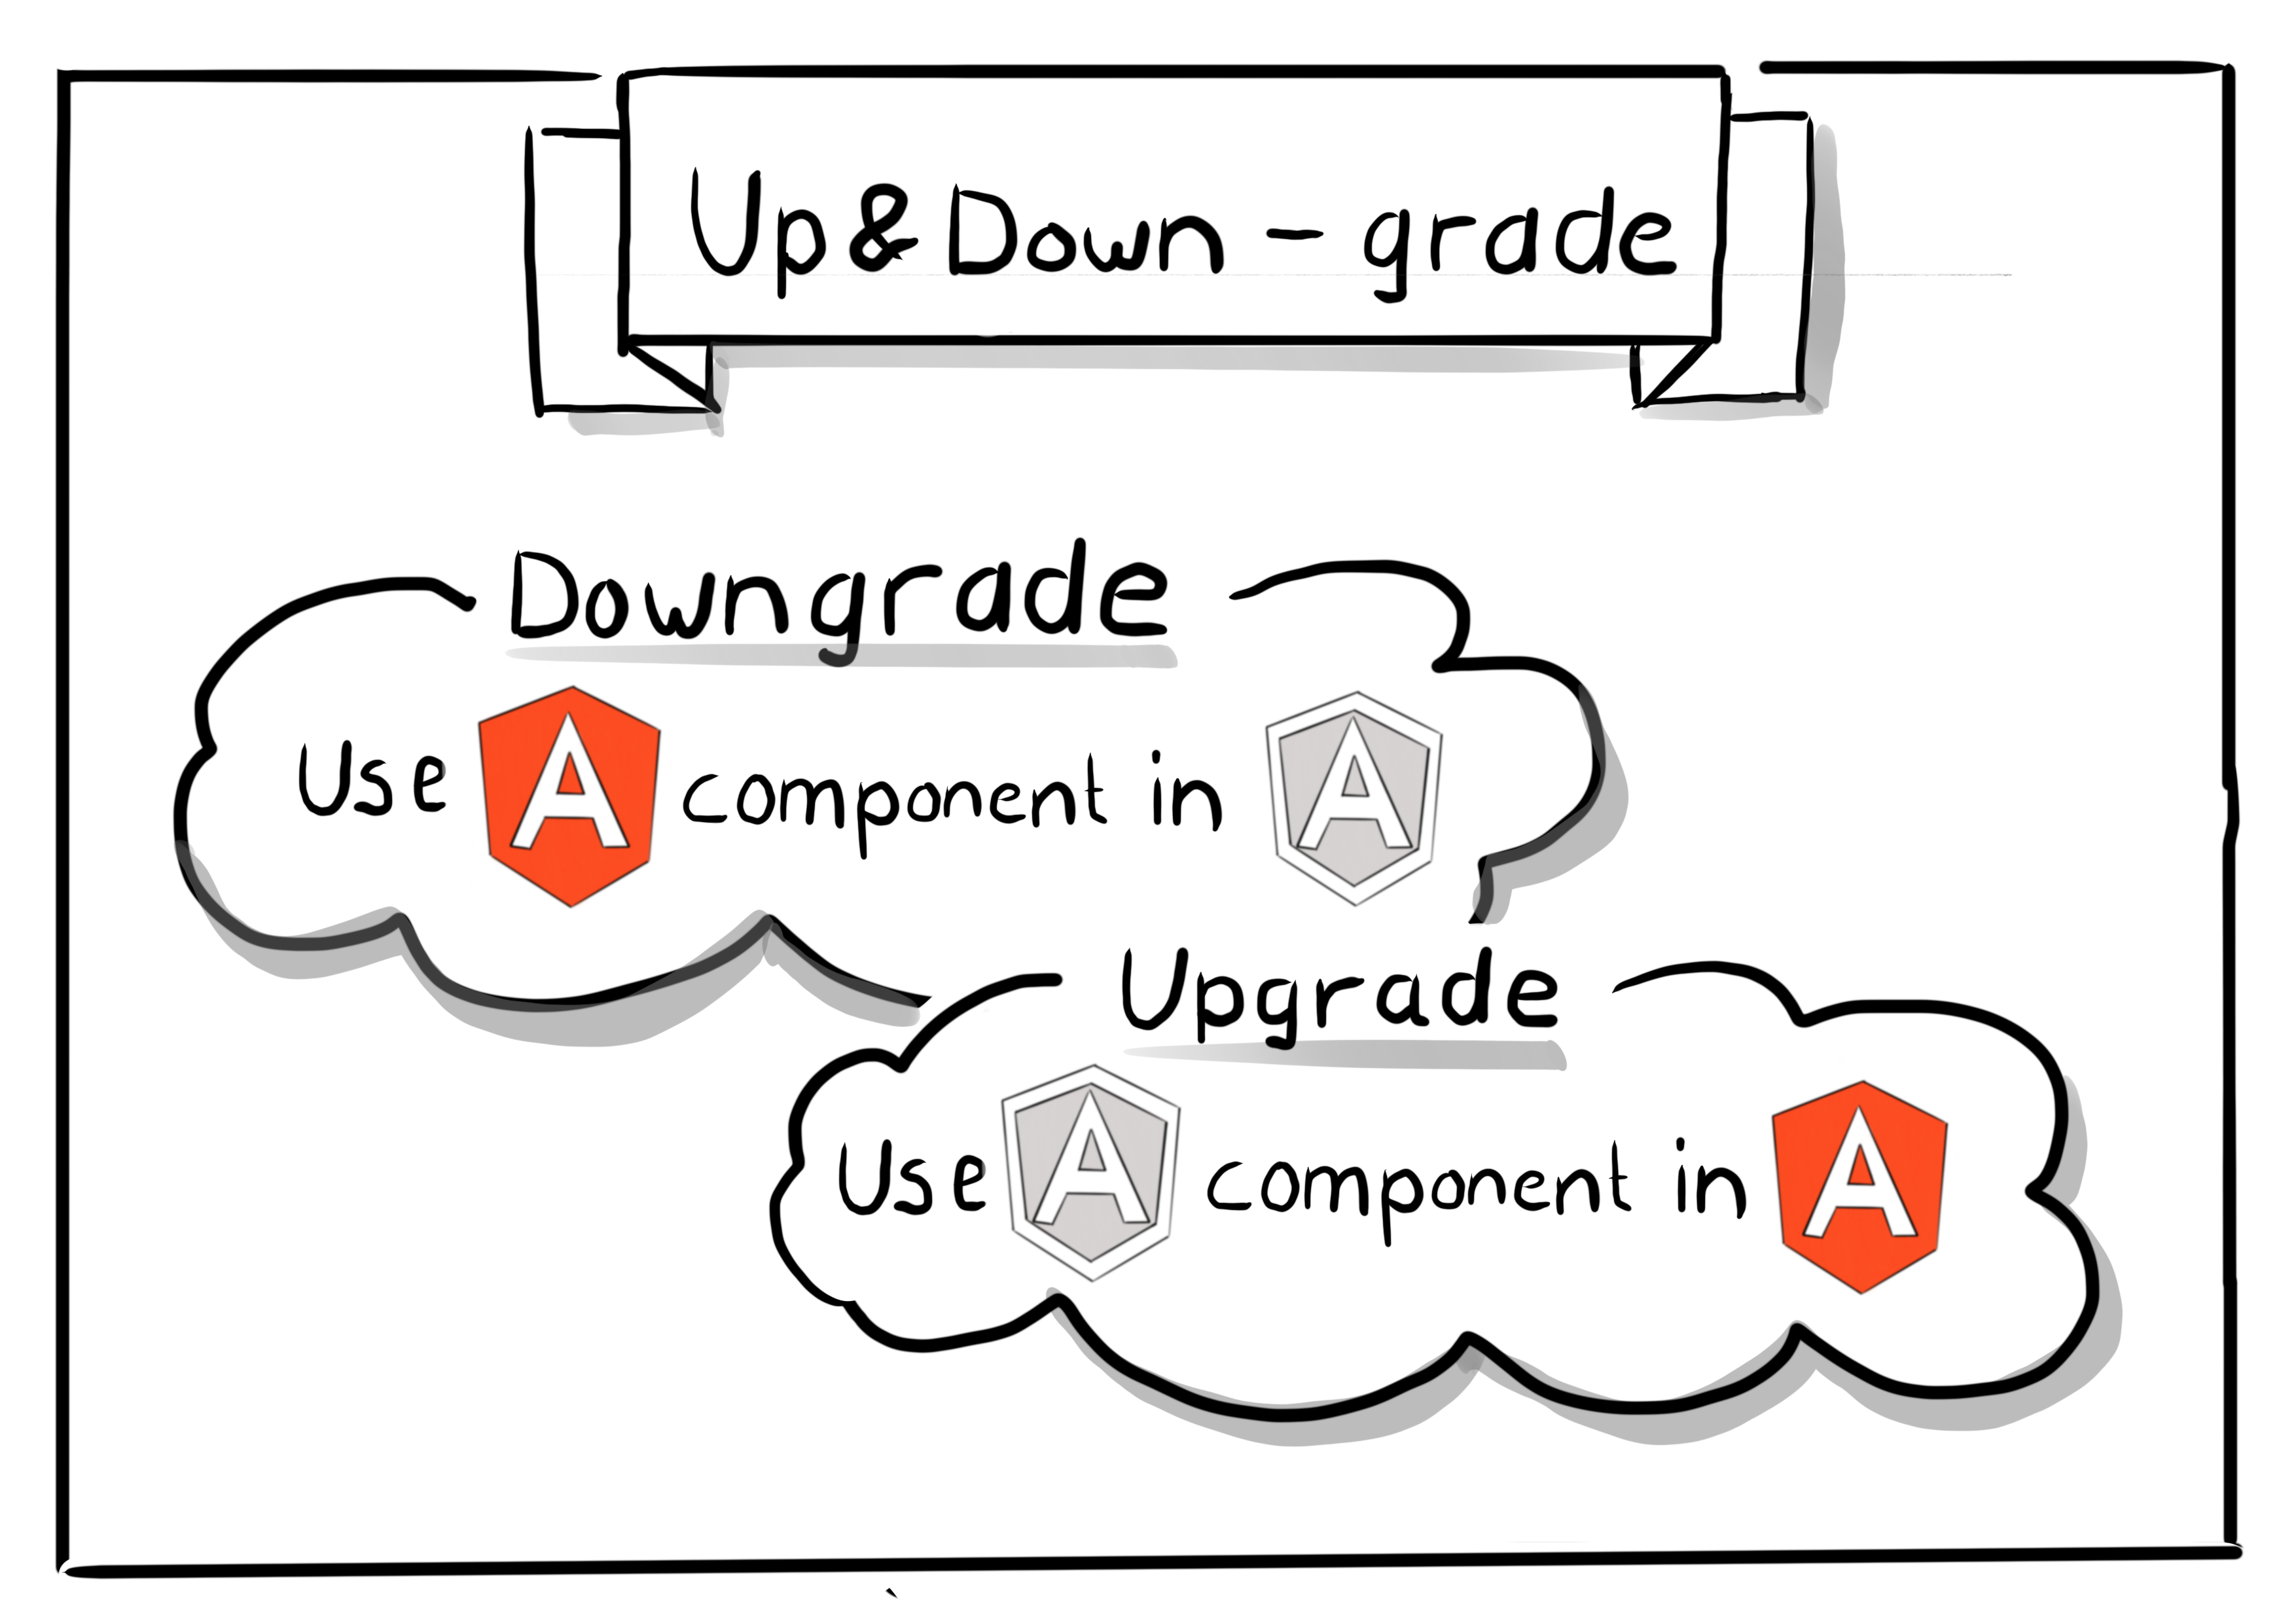 Up & Down - grade
Downgrade
Use A component in A
Upgrade
Use A component in A